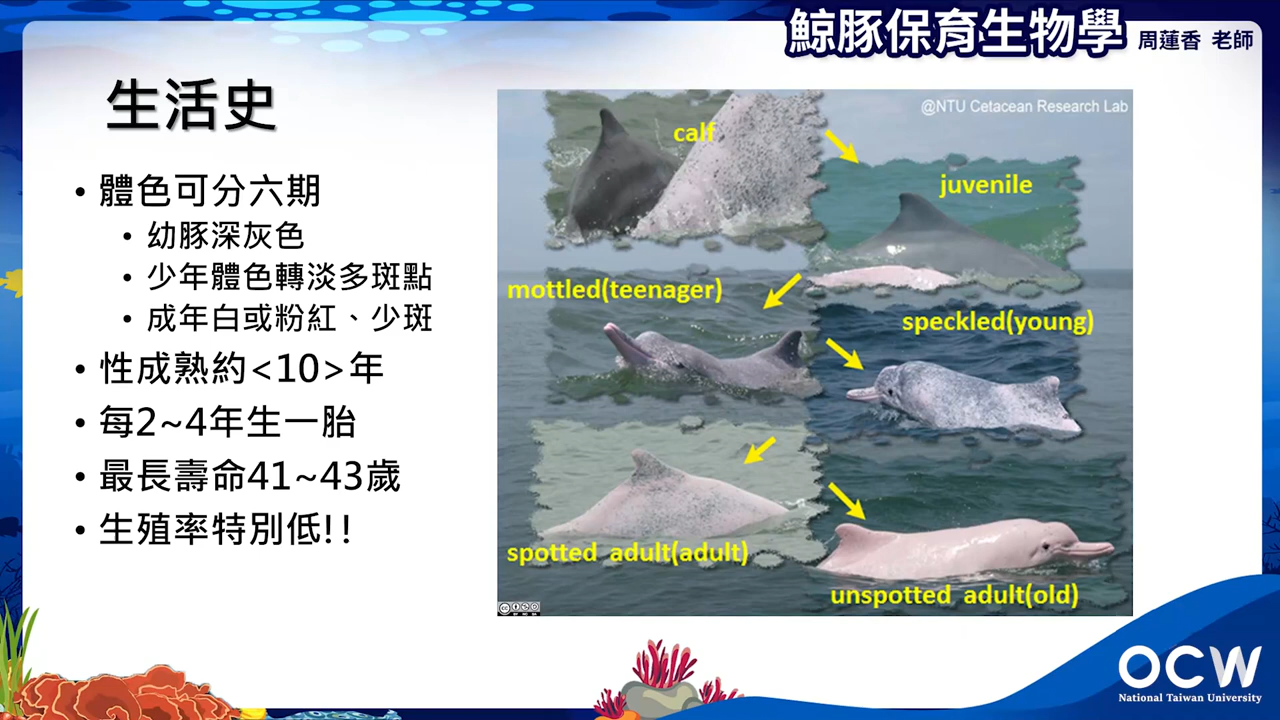 鯨豚保育生物學 周蓮香 老師
生活史
• 體色可分六期
• 幼豚深灰色
• 少年體色轉淡多斑點
• 成年白或粉紅、少斑
• 性成熟約<10>年
• 每2~4年生一胎
• 最長壽命41~43歲
• 生殖率特別低!!
@NTU Cetacean Research Lab
calf
juvenile
mottled(teenager)
speckled(young)
spotted adult(adult)
unspotted adult(old)
OCW
National Taiwan University